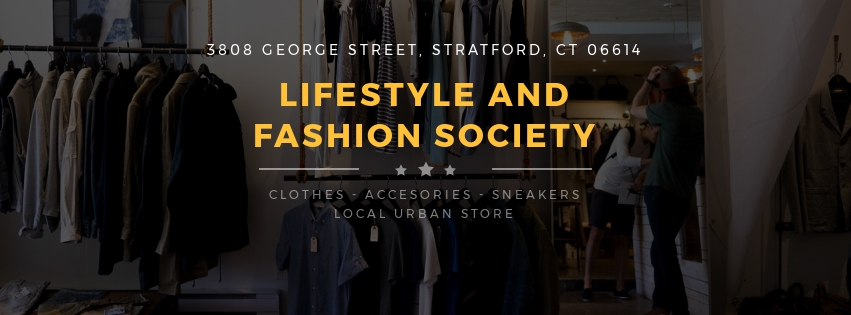 3808 GEORGE STREET, STRATFORD, CT 06614
LIFESTYLE AND
FASHION SOCIETY
CLOTHES - ACCESORIES - SNEAKERS
LOCAL URBAN STORE